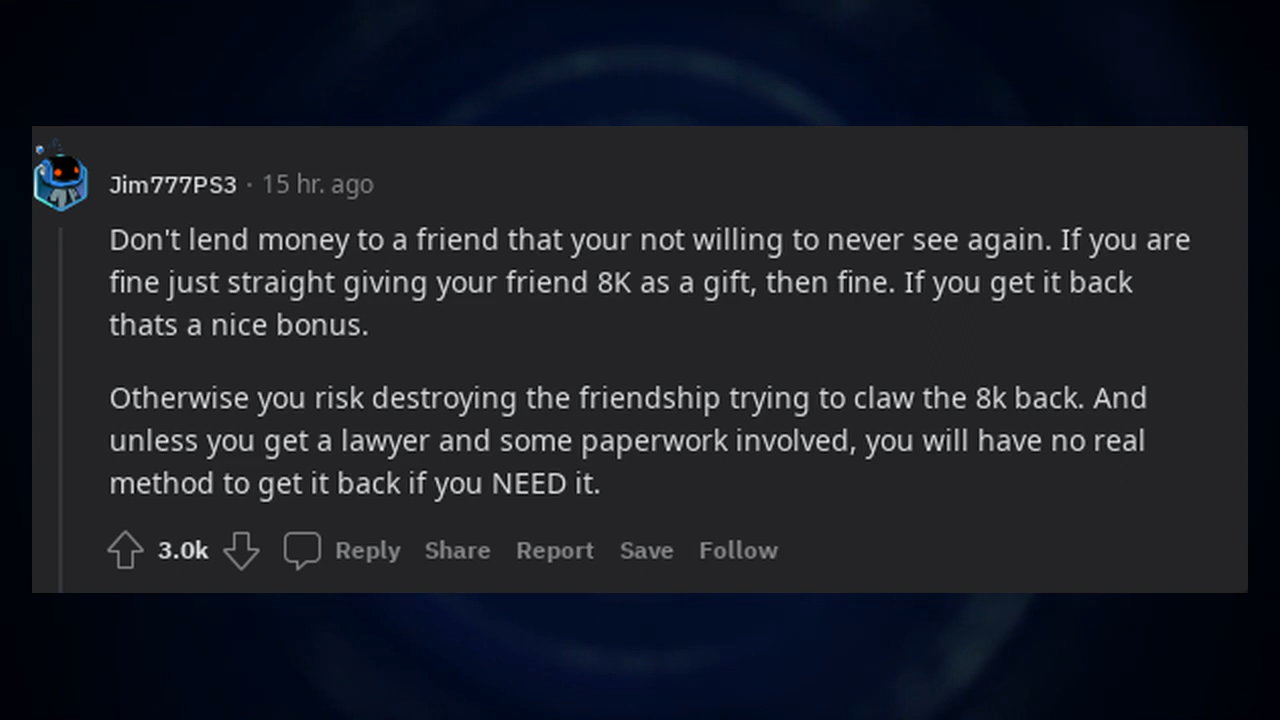 Jim777PS3 · 15 hr. ago
Don't lend money to a friend that your not willing to never see again. If you are
fine just straight giving your friend 8K as a gift, then fine. If you get it back
thats a nice bonus.
Otherwise you risk destroying the friendship trying to claw the 8k back. And
unless you get a lawyer and some paperwork involved, you will have no real
method to get it back if you NEED it.
3.0k Reply Share Report Save Follow